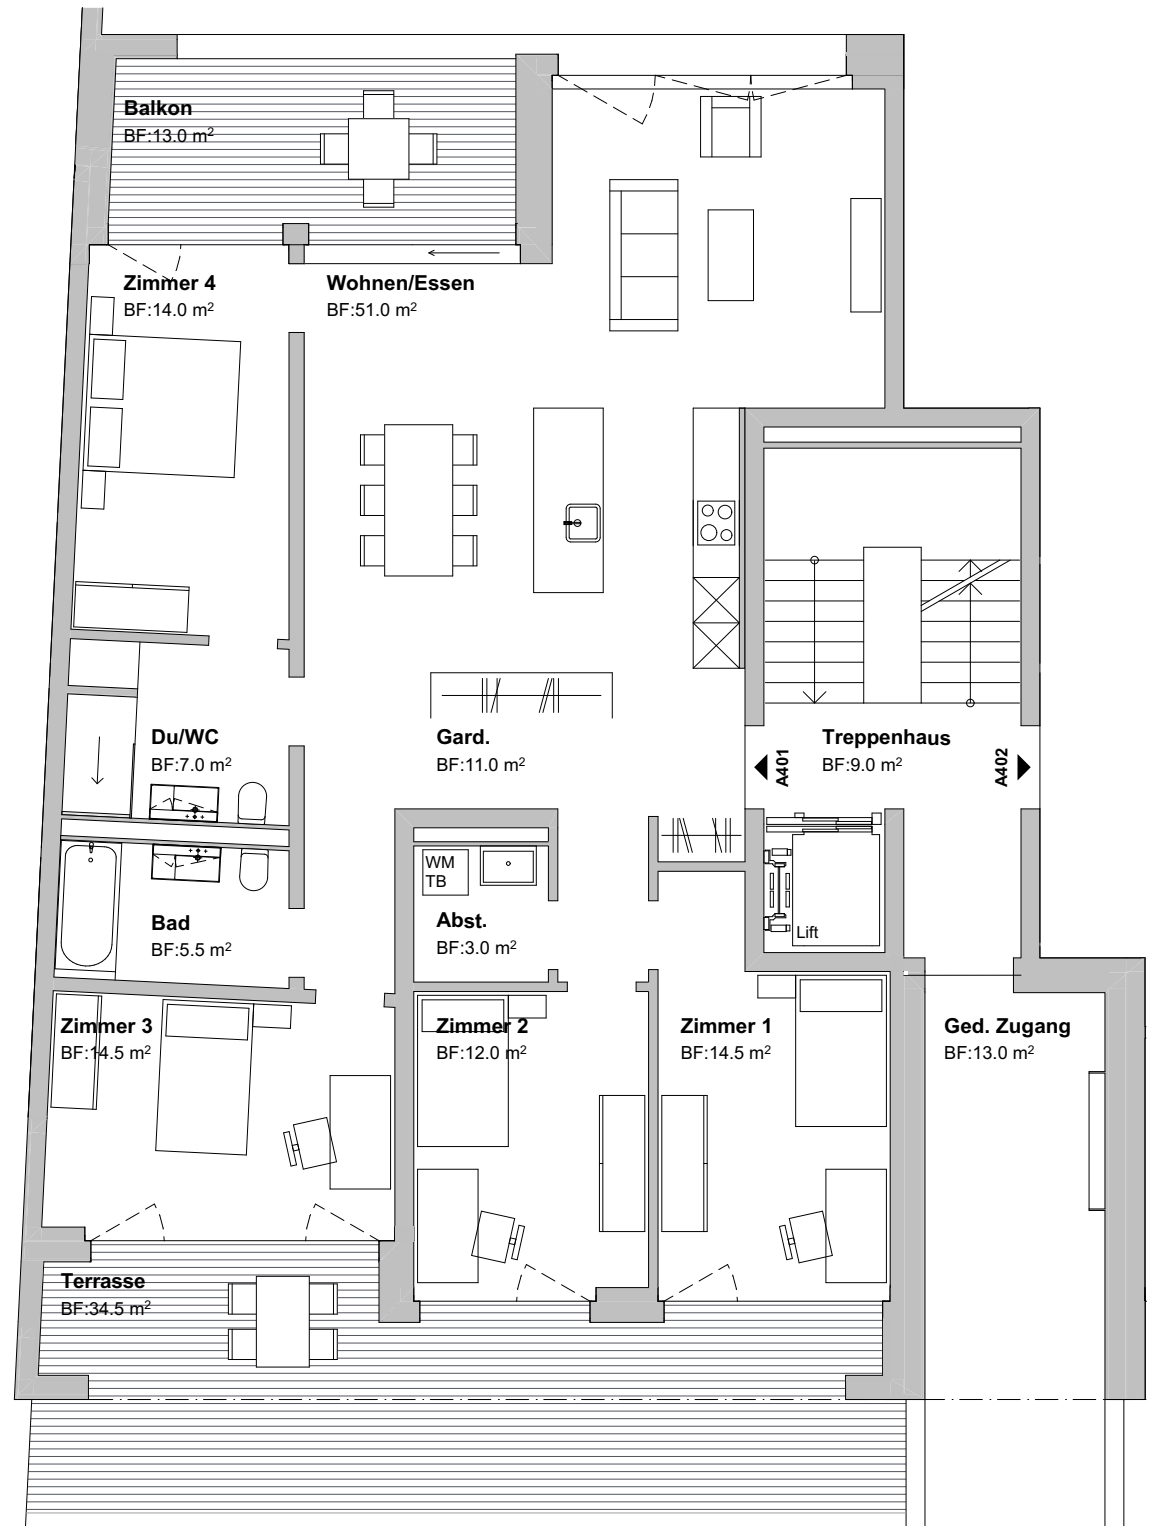 Balkon
BF:13.0 m²
Zimmer 4
BF:14.0 m²
Wohnen/Essen
BF:51.0 m²
Du/WC
BF:7.0 m²
Gard.
BF:11.0 m²
A401
Treppenhaus
BF:9.0 m²
A402
WM
TB
Bad
BF:5.5 m²
Abst.
BF:3.0 m²
Lift
Zimmer 3
BF:14.5 m²
Zimmer 2
BF:12.0 m²
Zimmer 1
BF:14.5 m²
Ged. Zugang
BF:13.0 m²
Terrasse
BF:34.5 m²